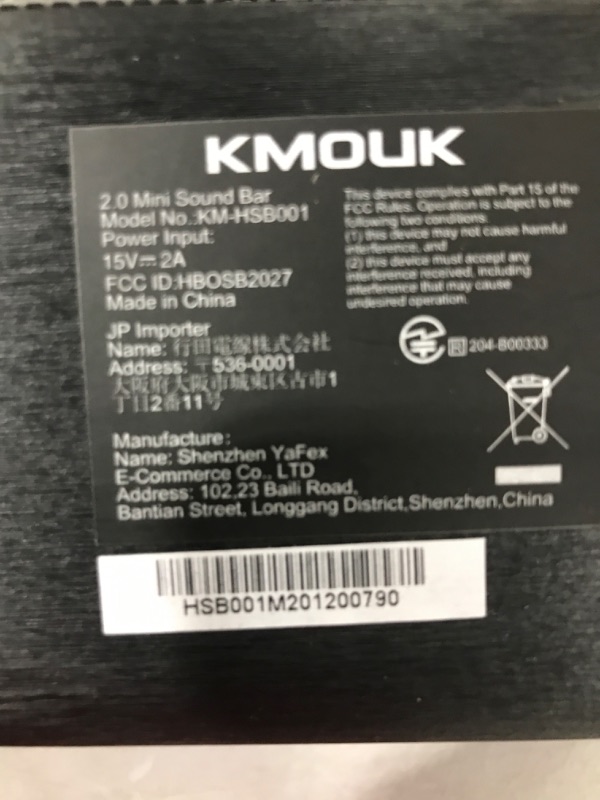 KMOUK
2.0 Mini Sound Bar
Model No.:KM-HSB001
Power Input:
15V⎓2A
FCC ID:HBOSB2027
Made in China
JP Importer
Name: 行田電線株式会社
Address: 〒536-0001
大阪府大阪市城東区古市1
丁目2番11号
Manufacture:
Name: Shenzhen YaFex
E-Commerce Co., LTD
Address: 102,23 Baili Road,
Bantian Street, Longgang District,Shenzhen,China
This device complies with Part 15 of the
FCC Rules. Operation is subject to the
following two conditions:
(1) this device may not cause harmful
interference, and
(2) this device must accept any
interference received, including
interference that may cause
undesired operation.
R 204-B00333
HSB001M201200790